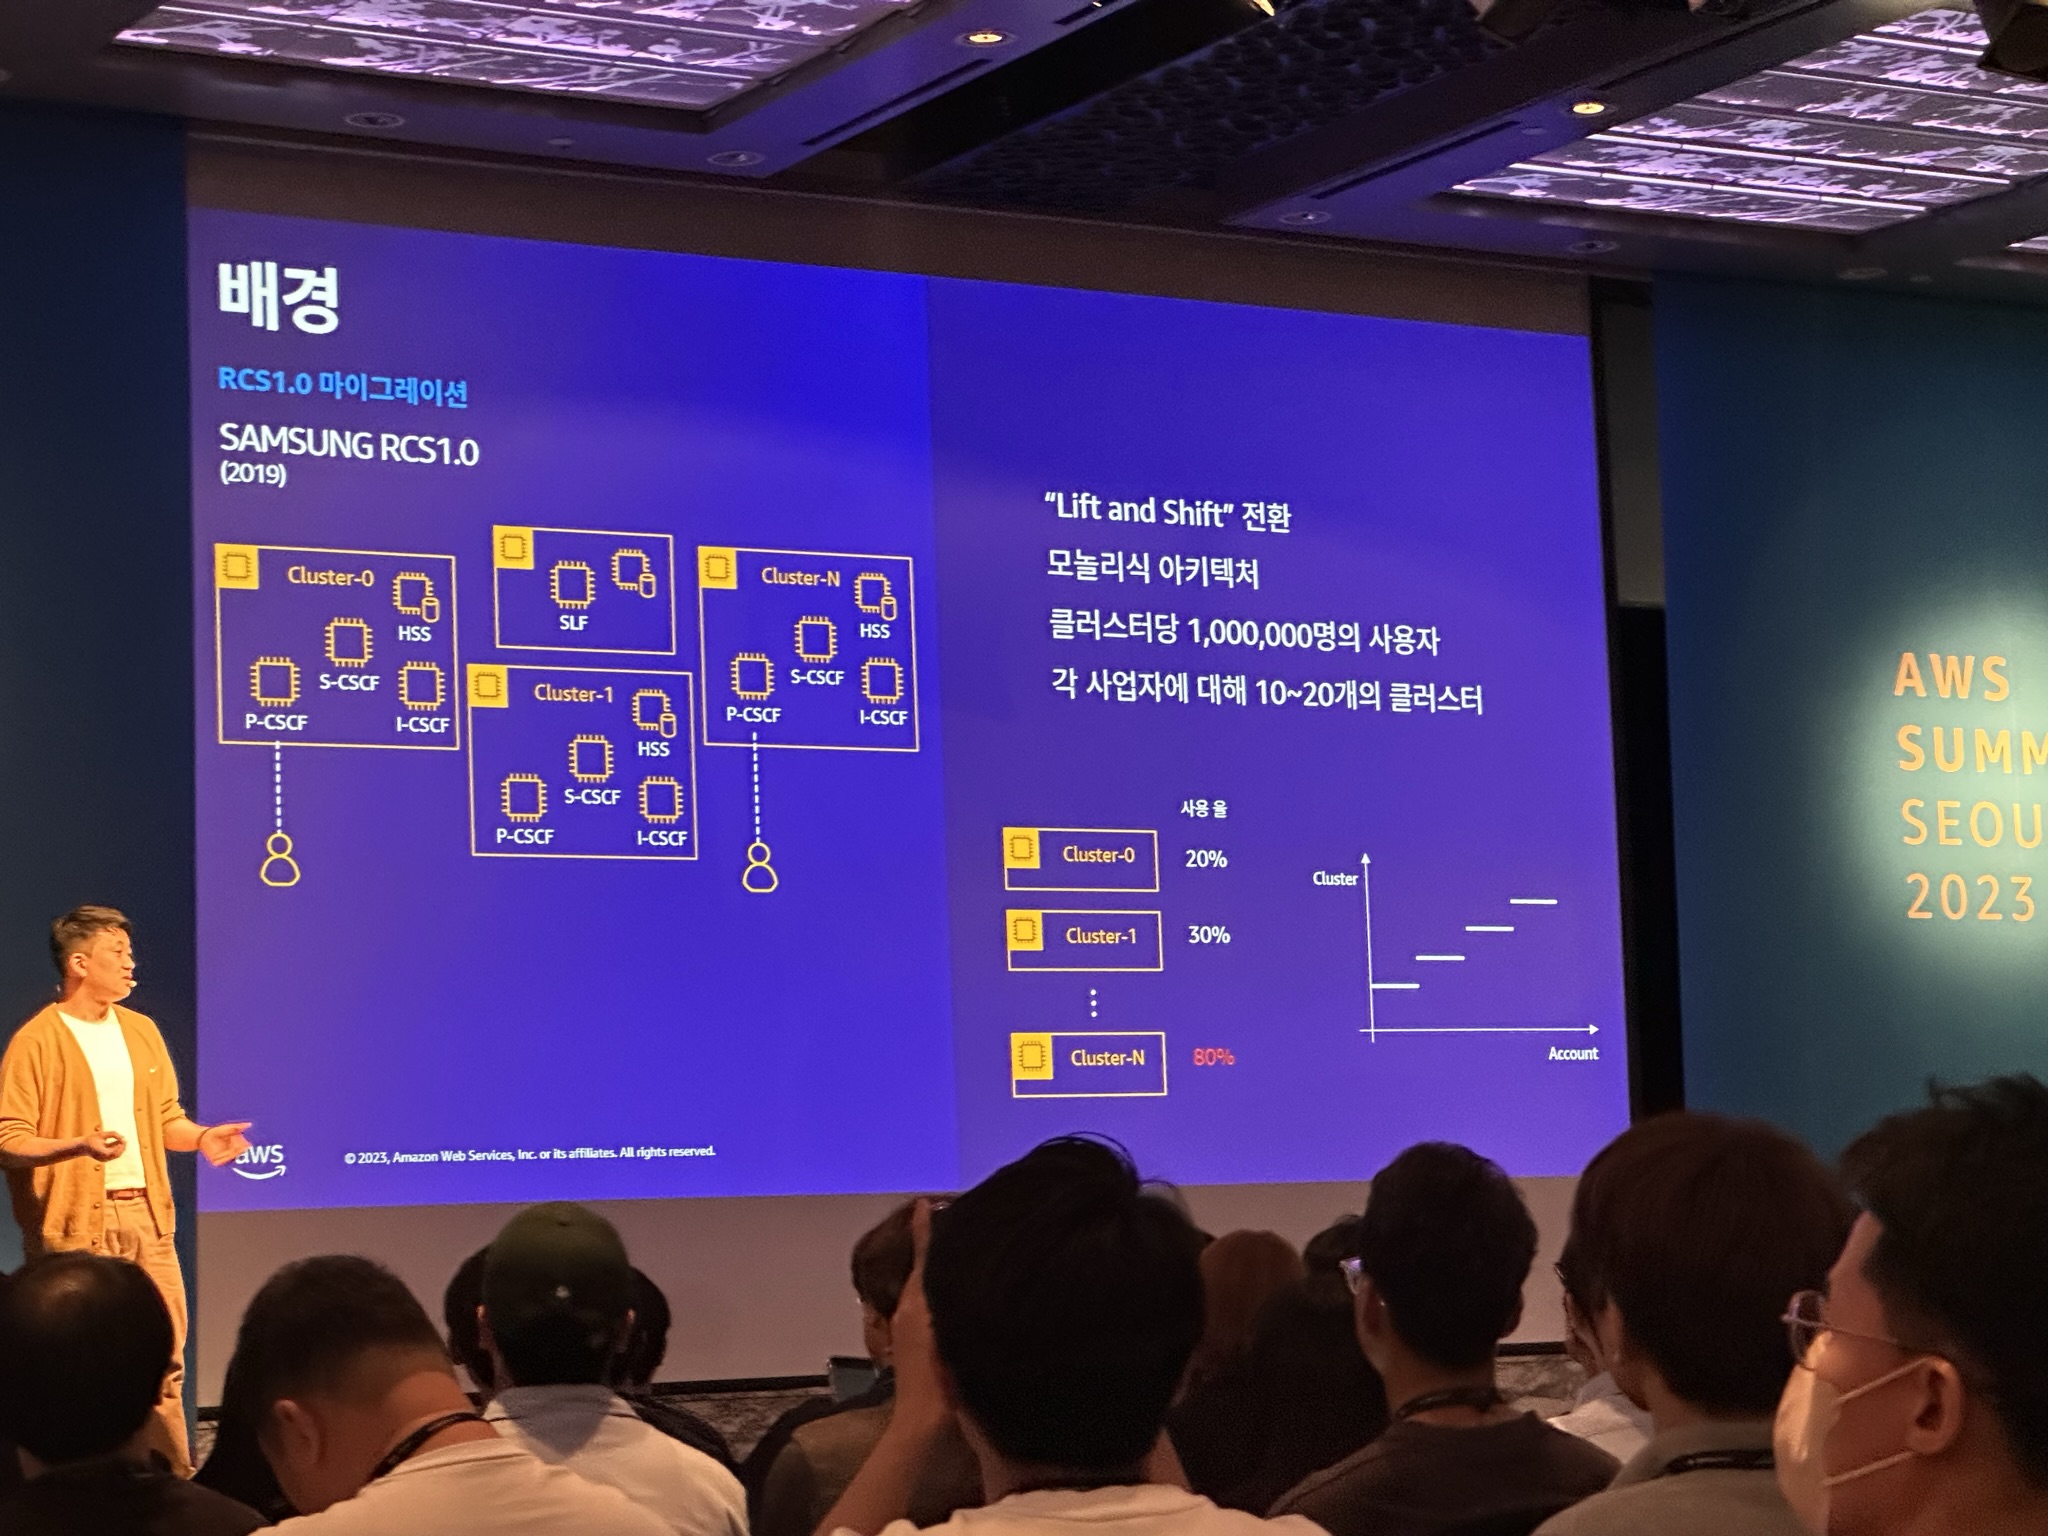 배경
RCS1.0 마이그레이션
SAMSUNG RCS1.0
(2019)
Cluster-0
HSS
S-CSCF
P-CSCF
I-CSCF
SLF
Cluster-1
HSS
S-CSCF
P-CSCF
I-CSCF
Cluster-N
HSS
S-CSCF
P-CSCF
I-CSCF
“Lift and Shift” 전환
모놀리식 아키텍처
클러스터당 1,000,000명의 사용자
각 사업자에 대해 10~20개의 클러스터
사용 율
Cluster-0 20%
Cluster-1 30%
Cluster-N 80%
Cluster
Account
aws
© 2023, Amazon Web Services, Inc. or its affiliates. All rights reserved.
AWS
SUMM
SEOU
2023